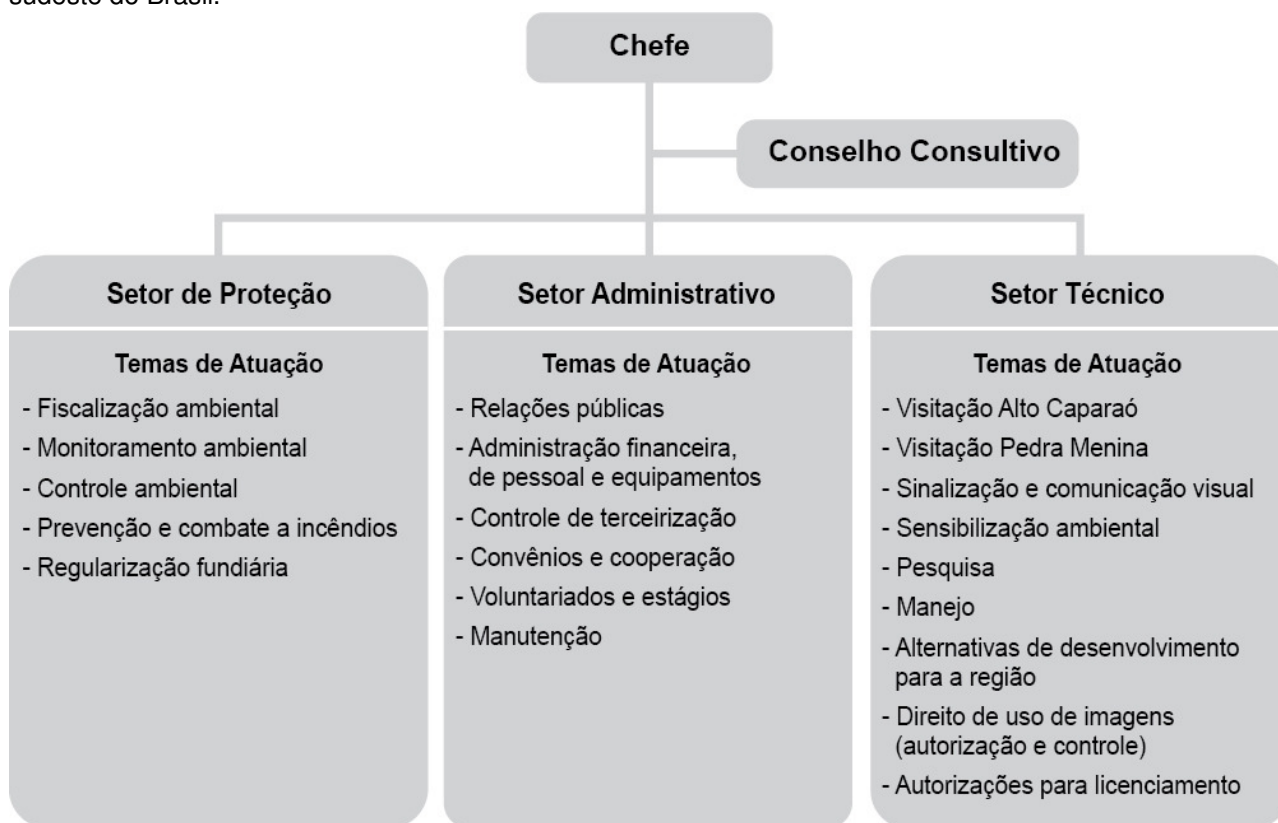 sudeste do Brasil.
Chefe
Conselho Consultivo
Setor de Proteção
Temas de Atuação
- Fiscalização ambiental
- Monitoramento ambiental
- Controle ambiental
- Prevenção e combate a incêndios
- Regularização fundiária
Setor Administrativo
Temas de Atuação
- Relações públicas
- Administração financeira,
de pessoal e equipamentos
- Controle de terceirização
- Convênios e cooperação
- Voluntariados e estágios
- Manutenção
Setor Técnico
Temas de Atuação
- Visitação Alto Caparaó
- Visitação Pedra Menina
- Sinalização e comunicação visual
- Sensibilização ambiental
- Pesquisa
- Manejo
- Alternativas de desenvolvimento
para a região
- Direito de uso de imagens
(autorização e controle)
- Autorizações para licenciamento